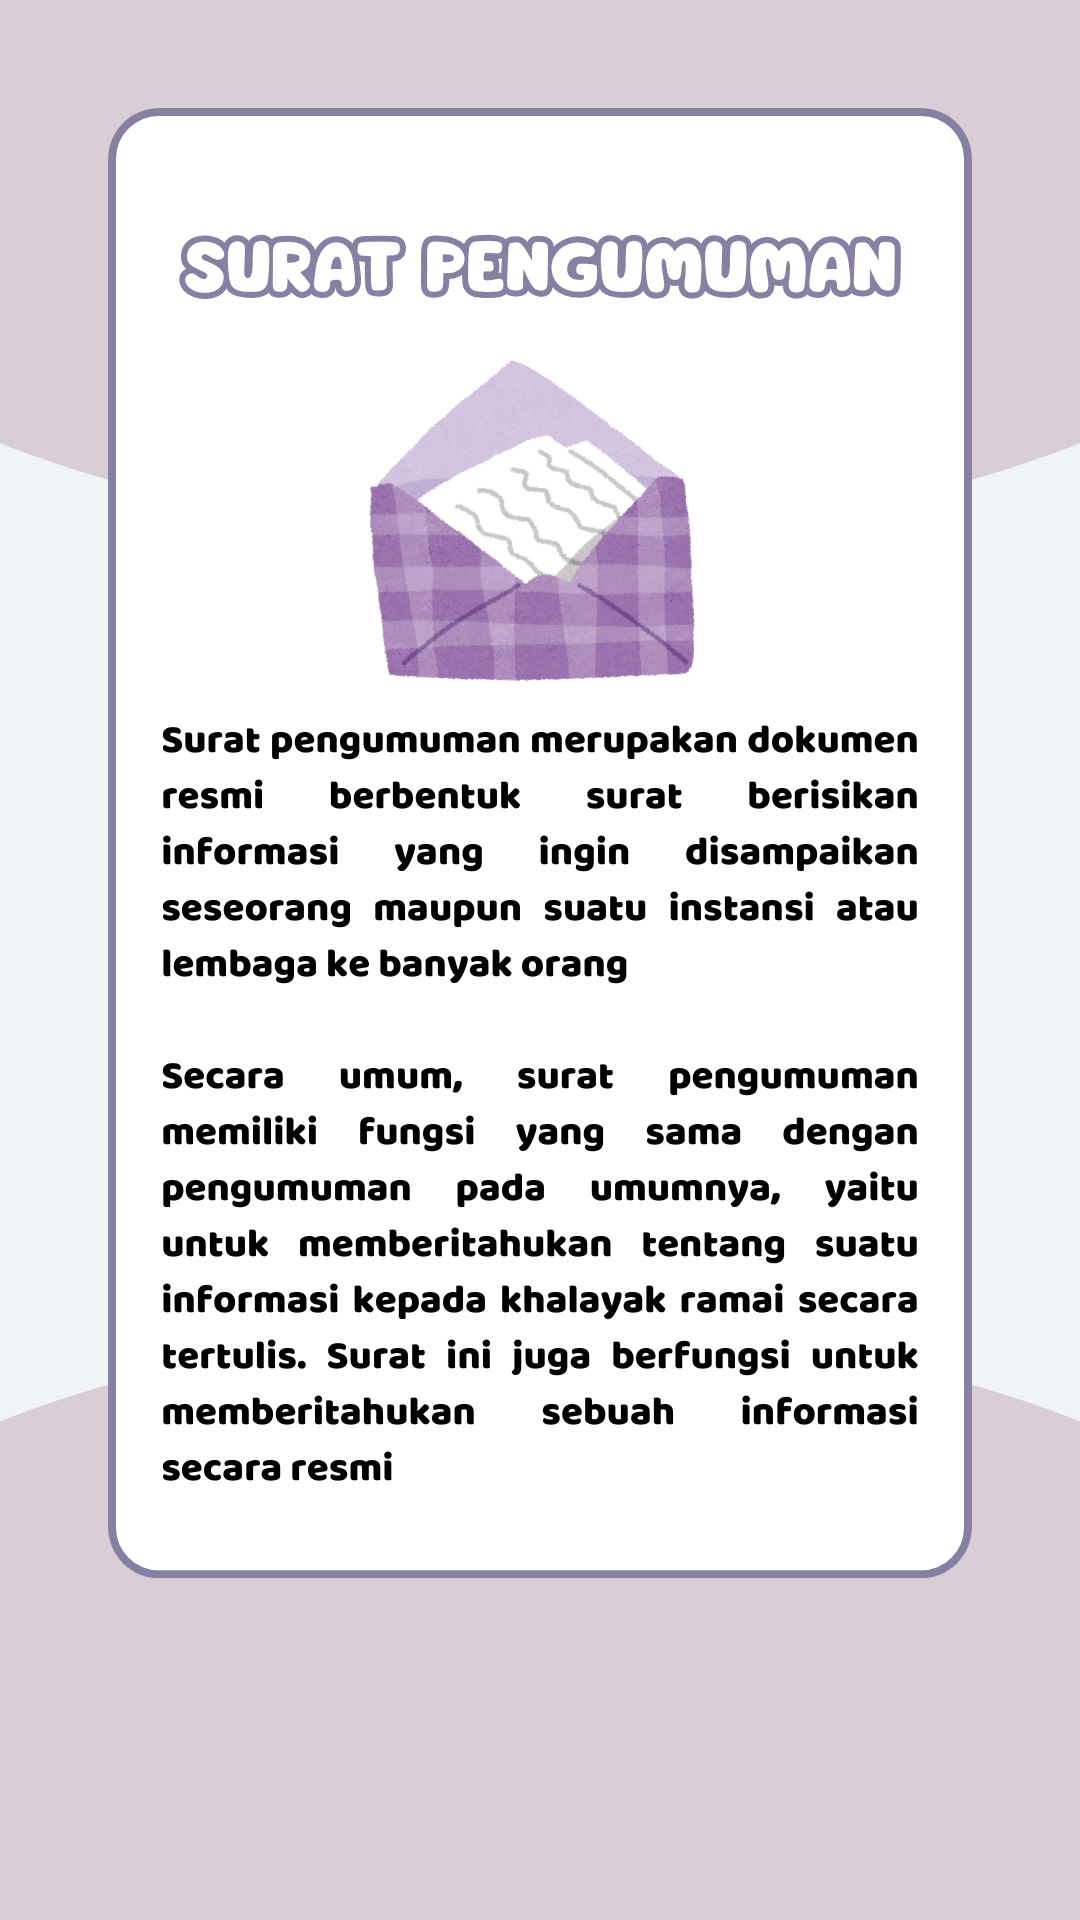 SURAT PENGUMUMAN
Surat pengumuman merupakan dokumen
resmi berbentuk surat berisikan
informasi yang ingin disampaikan
seseorang maupun suatu instansi atau
lembaga ke banyak orang
Secara umum, surat pengumuman
memiliki fungsi yang sama dengan
pengumuman pada umumnya, yaitu
untuk memberitahukan tentang suatu
informasi kepada khalayak ramai secara
tertulis. Surat ini juga berfungsi untuk
memberitahukan sebuah informasi
secara resmi